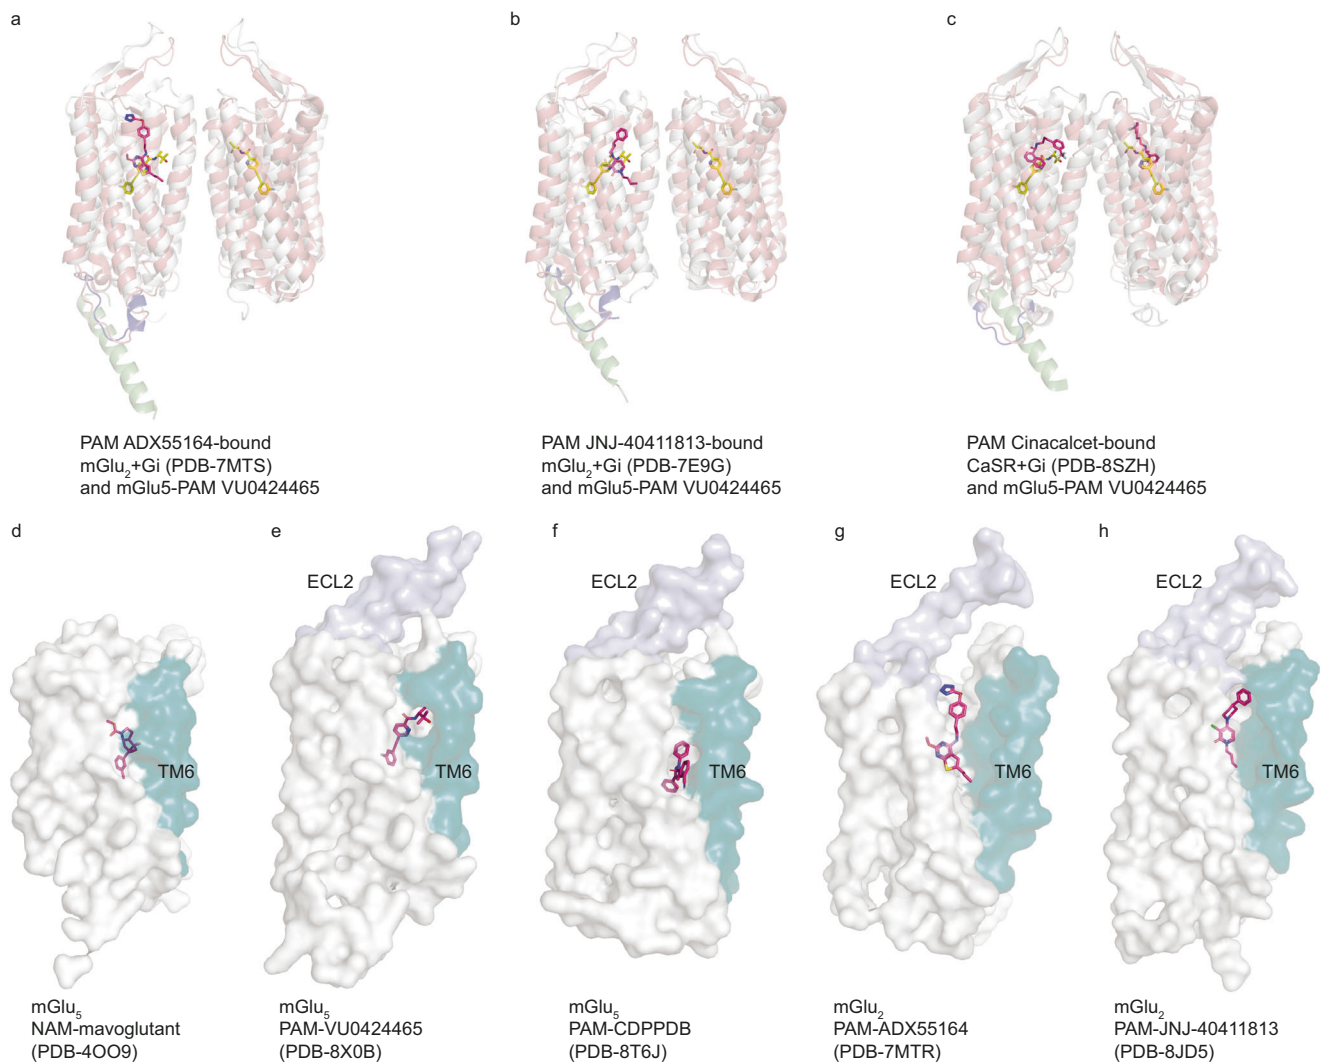 a
b
c
PAM ADX55164-bound
mGlu2+Gi (PDB-7MTS)
and mGlu5-PAM VU0424465
PAM JNJ-40411813-bound
mGlu2+Gi (PDB-7E9G)
and mGlu5-PAM VU0424465
PAM Cinacalcet-bound
CaSR+Gi (PDB-8SZH)
and mGlu5-PAM VU0424465
d
e
f
g
h
ECL2
ECL2
ECL2
ECL2
TM6
TM6
TM6
TM6
TM6
mGlu5
NAM-mavoglutant
(PDB-4OO9)
mGlu5
PAM-VU0424465
(PDB-8X0B)
mGlu5
PAM-CDPPDB
(PDB-8T6J)
mGlu2
PAM-ADX55164
(PDB-7MTR)
mGlu2
PAM-JNJ-40411813
(PDB-8JD5)